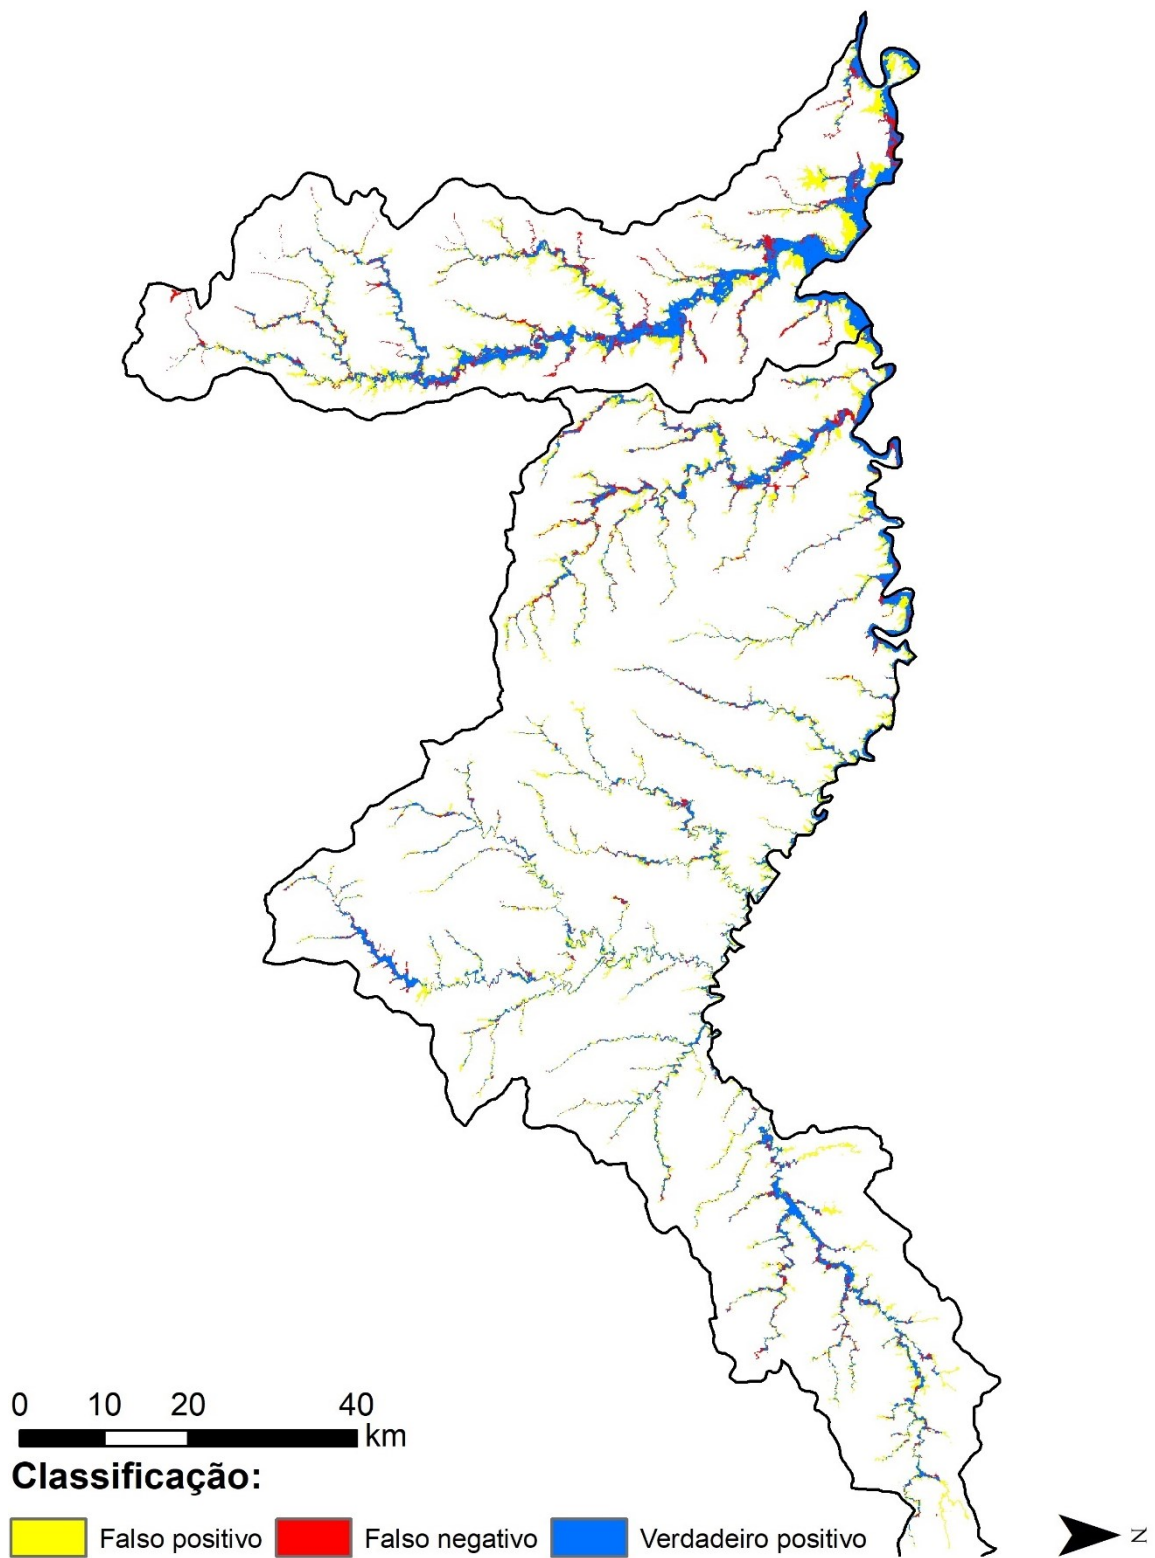 0 10 20 40
km
Classificação:
Falso positivo Falso negativo Verdadeiro positivo
N